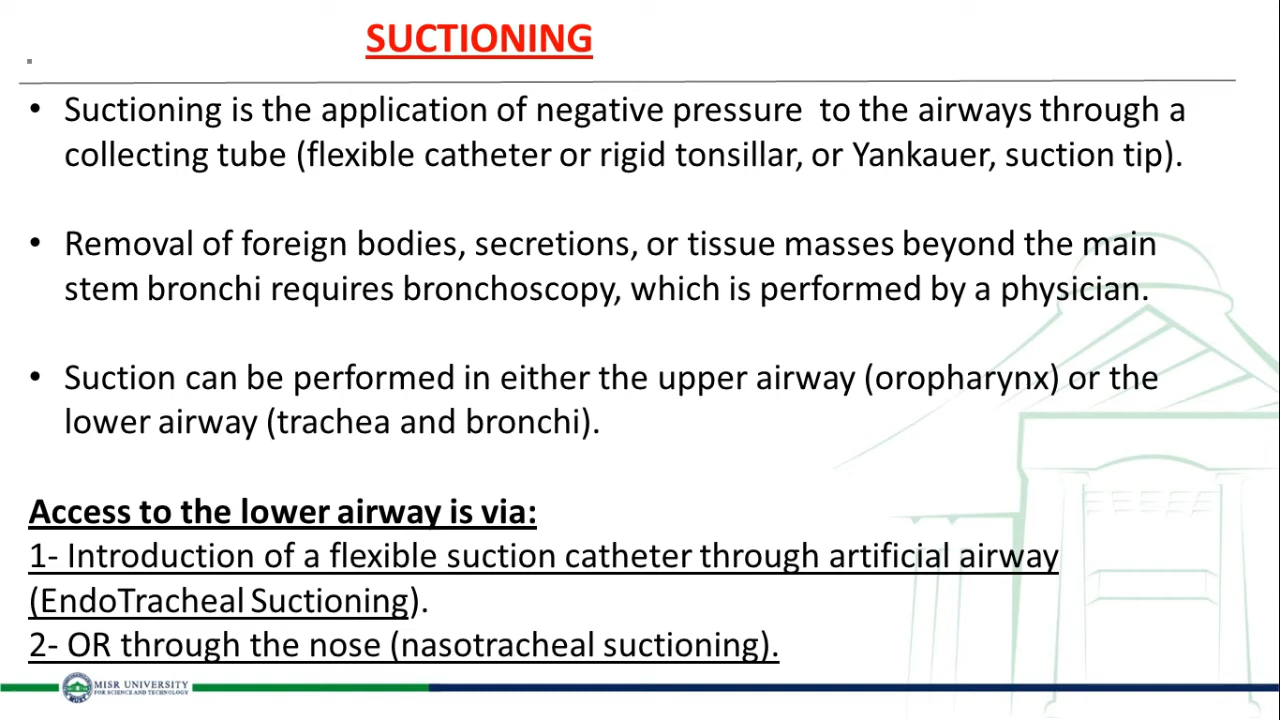 SUCTIONING
• Suctioning is the application of negative pressure to the airways through a
collecting tube (flexible catheter or rigid tonsillar, or Yankauer, suction tip).
• Removal of foreign bodies, secretions, or tissue masses beyond the main
stem bronchi requires bronchoscopy, which is performed by a physician.
• Suction can be performed in either the upper airway (oropharynx) or the
lower airway (trachea and bronchi).
Access to the lower airway is via:
1- Introduction of a flexible suction catheter through artificial airway
(EndoTracheal Suctioning).
2- OR through the nose (nasotracheal suctioning).
MISR UNIVERSITY
FOR SCIENCE AND TECHNOLOGY